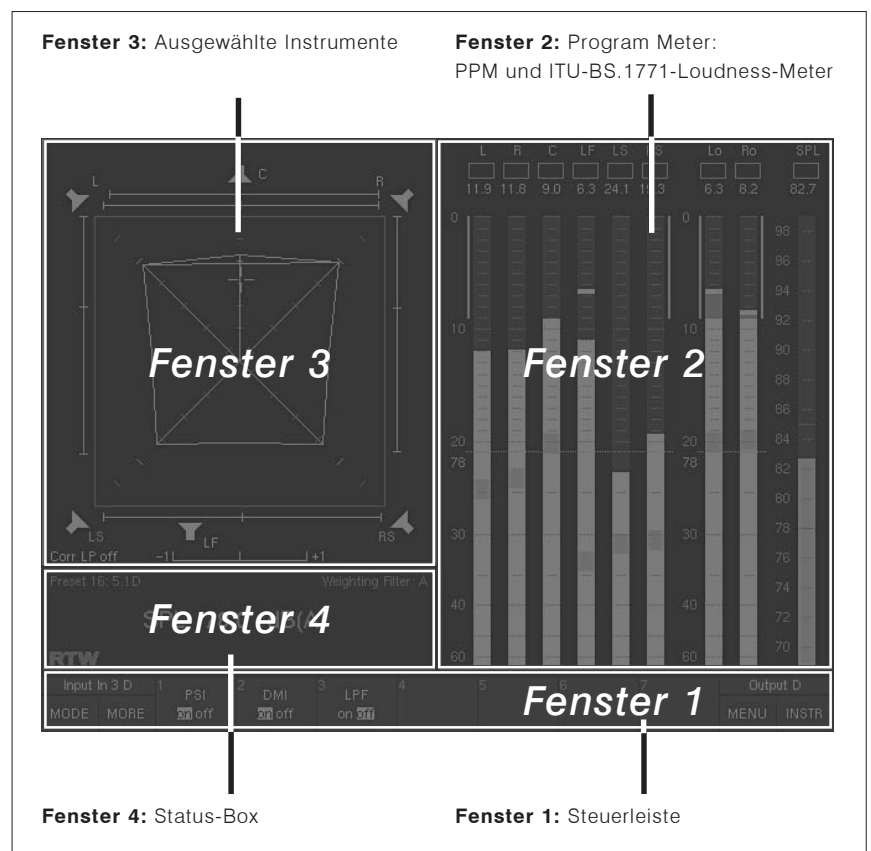 Fenster 3: Ausgewählte Instrumente
Fenster 2: Program Meter:
PPM und ITU-BS.1771-Loudness-Meter
L C R
LS LF RS
Corr LP off -1 +1
Fenster 3
L R C LF LS RS Lo Ro SPL
11.9 11.8 9.0 6.3 24.1 6.3 8.2 82.7
0 0 98
96
94
10 10 92
90
88
86
20 20 84
78 78 82
80
30 30 78
76
74
40 40 72
70
60 60
Fenster 2
Preset 16: 5.1D Weighting Filter: A
Fenster 4
RTW
Input In 3 D 1 PSI 2 DMI 3 LPF 4 5 6 7 Output D
MODE MORE on off on off on off MENU INSTR
Fenster 1
Fenster 4: Status-Box
Fenster 1: Steuerleiste